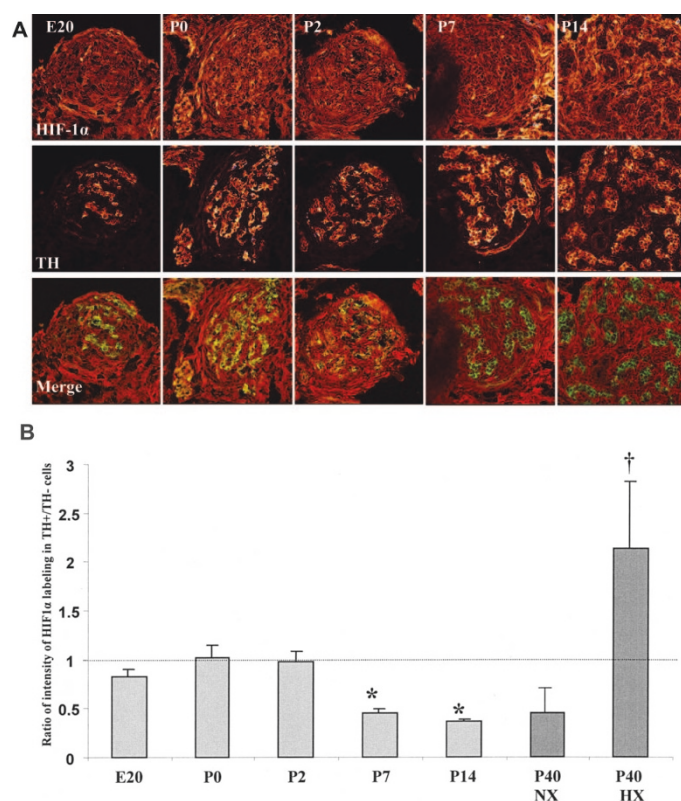 A
E20 P0 P2 P7 P14
HIF-1α
TH
Merge
B
Ratio of intensity of HIF1α labeling in TH+/TH- cells
3
2.5
2
1.5
1
0.5
0
†
* *
E20 P0 P2 P7 P14 P40 P40
NX HX